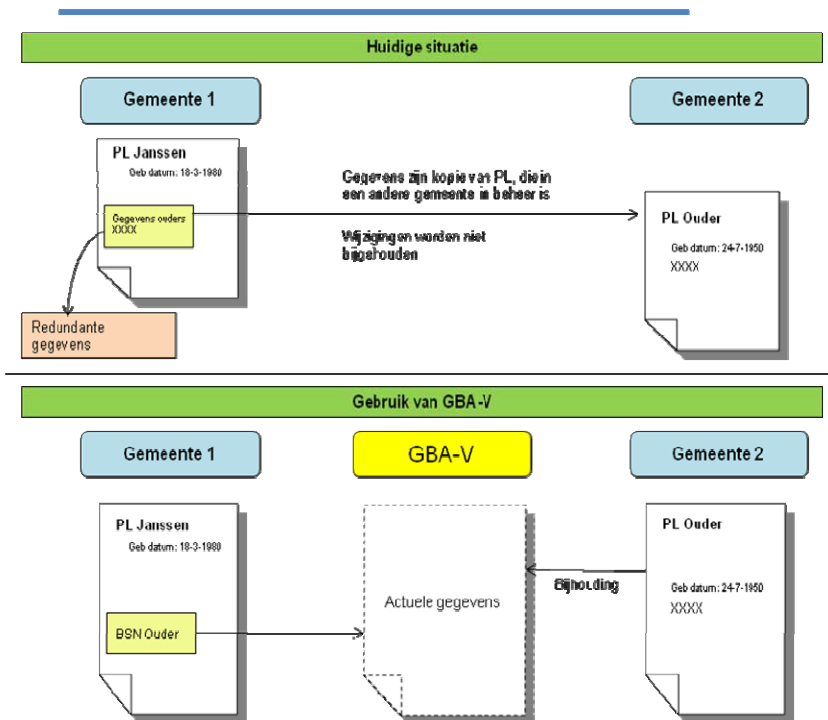 Huidige situatie
Gemeente 1
Gemeente 2
PL Janssen
Geb datum: 18-3-1980
Gegevens ouders
XXXX
Gegevens zijn kopie van PL, die in
een andere gemeente in beheer is
Wijzigingen worden niet
bijgehouden
PL Ouder
Geb datum: 24-7-1950
XXXX
Redundante
gegevens
Gebruik van GBA-V
Gemeente 1
GBA-V
Gemeente 2
PL Janssen
Geb datum: 18-3-1980
BSN Ouder
Actuele gegevens
Bijhouding
PL Ouder
Geb datum: 24-7-1950
XXXX